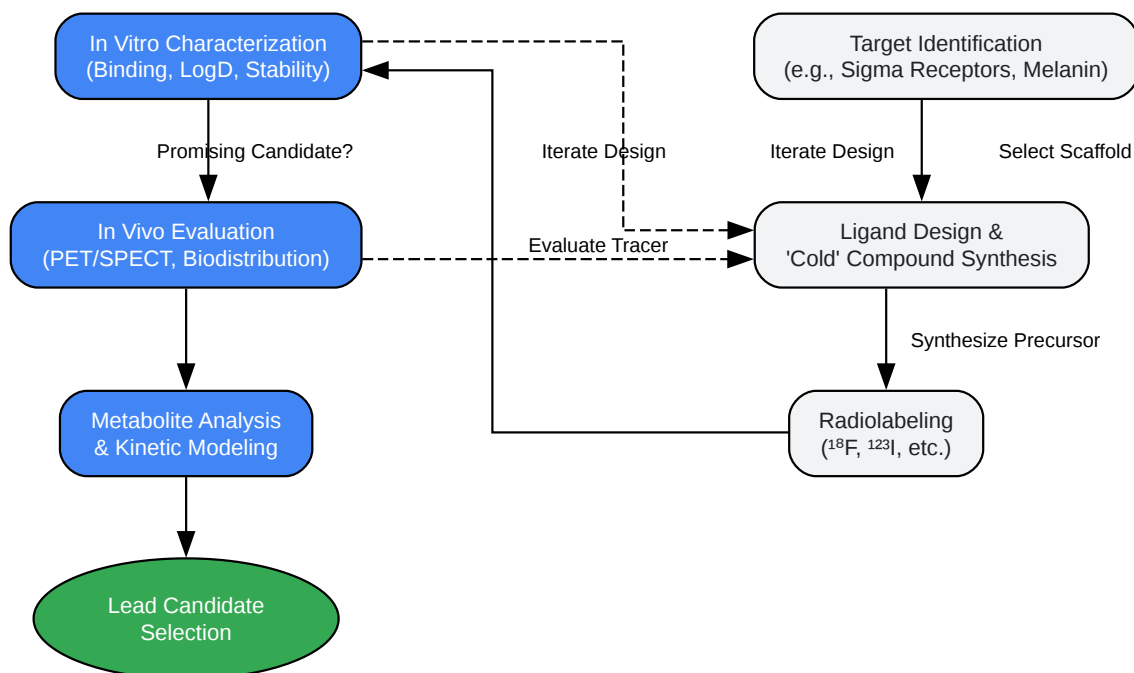 In Vitro Characterization
(Binding, LogD, Stability)
Target Identification
(e.g., Sigma Receptors, Melanin)
Promising Candidate?
Iterate Design
Iterate Design
Select Scaffold
In Vivo Evaluation
(PET/SPECT, Biodistribution)
Evaluate Tracer
Ligand Design &
'Cold' Compound Synthesis
Synthesize Precursor
Metabolite Analysis
& Kinetic Modeling
Radiolabeling
(¹⁸F, ¹²³I, etc.)
Lead Candidate
Selection